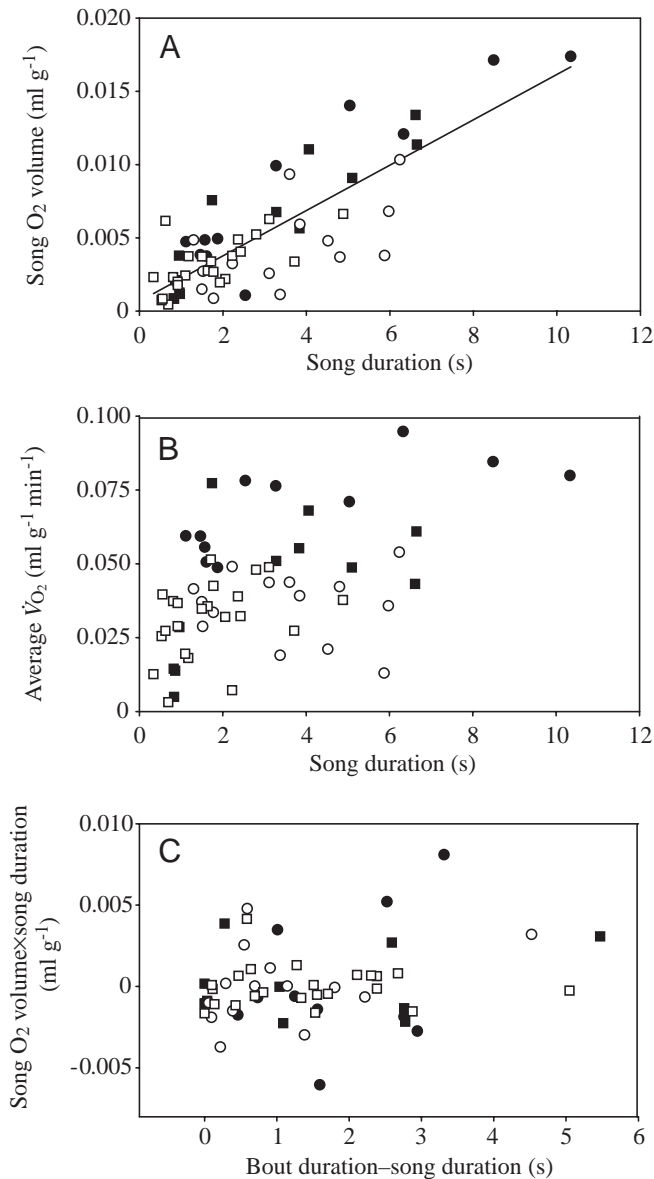 A
Song O2 volume (ml g-1)
0.020
0.015
0.010
0.005
0
0 2 4 6 8 10 12
Song duration (s)
B
Average V̇O2 (ml g-1 min-1)
0.100
0.075
0.050
0.025
0
0 2 4 6 8 10 12
Song duration (s)
C
Song O2 volume×song duration
(ml g-1)
0.010
0.005
0
-0.005
0 1 2 3 4 5 6
Bout duration–song duration (s)